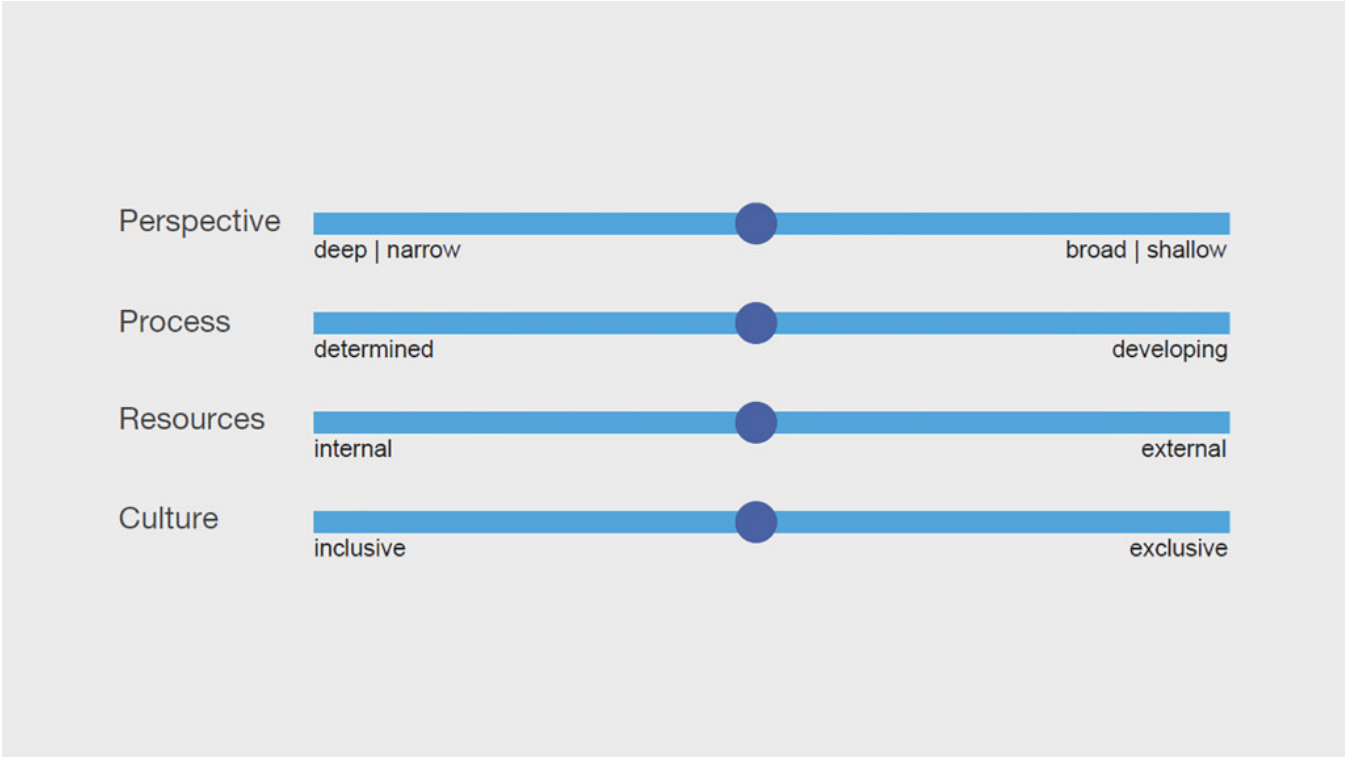 Perspective
deep | narrow
broad | shallow
Process
determined
developing
Resources
internal
external
Culture
inclusive
exclusive